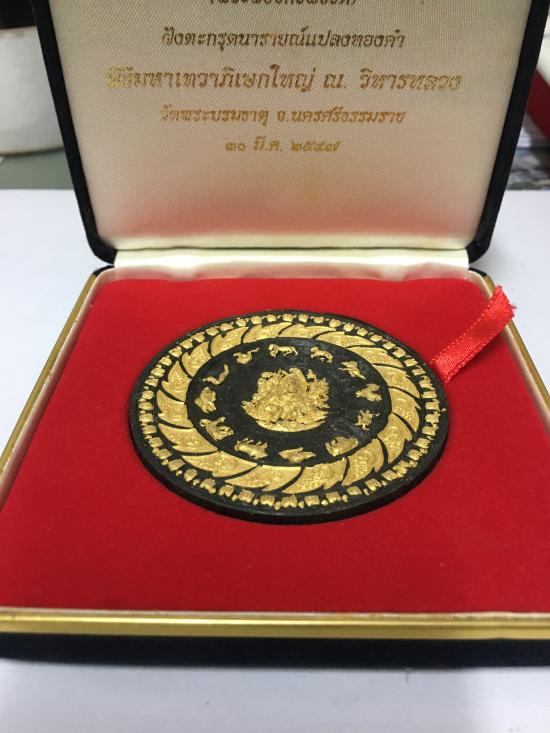 ฝังตะกรุดนารายณ์แปลงทองคำ
พิธีมหาเทวาภิเษกใหญ่ ณ. วิหารหลวง
วัดพระบรมธาตุ จ.นครศรีธรรมราช
๓๐ มี.ค. ๒๕๔๗